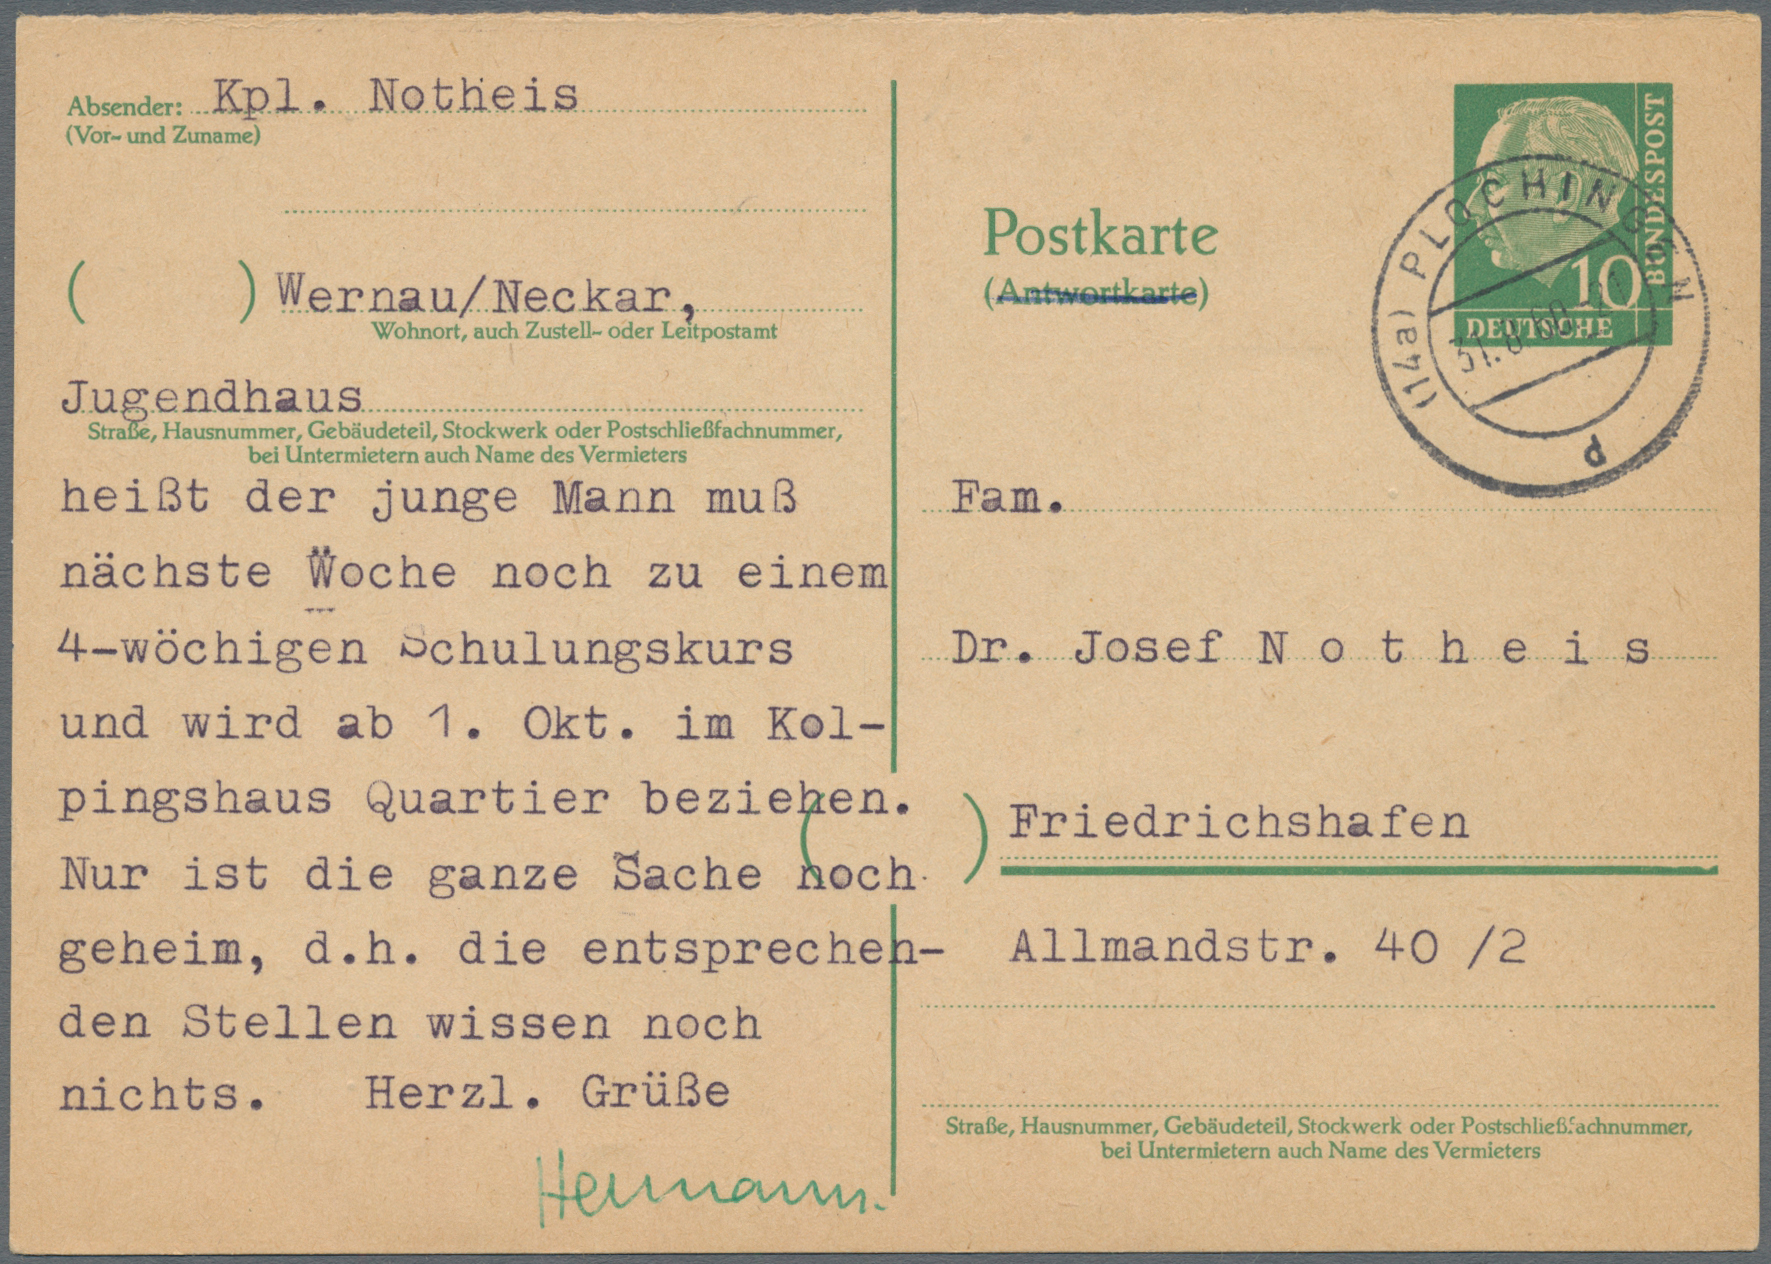 Absender: Kpl. Notheis
(Vor- und Zuname)
( ) Wernau/Neckar,
Wohnort, auch Zustell- oder Leitpostamt
Jugendhaus
Straße, Hausnummer, Gebäudeteil, Stockwerk oder Postschließfachnummer,
bei Untermietern auch Name des Vermieters
heißt der junge Mann muß
nächste Woche noch zu einem
4-wöchigen Schulungskurs
und wird ab 1. Okt. im Kol-
pingshaus Quartier beziehen.
Nur ist die ganze Sache noch
geheim, d.h. die entsprechen-
den Stellen wissen noch
nichts. Herzl. Grüße
Hermann.
Postkarte
(Antwortkarte)
DEUTSCHE
BUNDESPOST
10
(14a) PLOCHINGEN
31.8.60-21
p
Fam.
Dr. Josef N o t h e i s
( ) Friedrichshafen
Allmandstr. 40 /2
Straße, Hausnummer, Gebäudeteil, Stockwerk oder Postschließfachnummer,
bei Untermietern auch Name des Vermieters